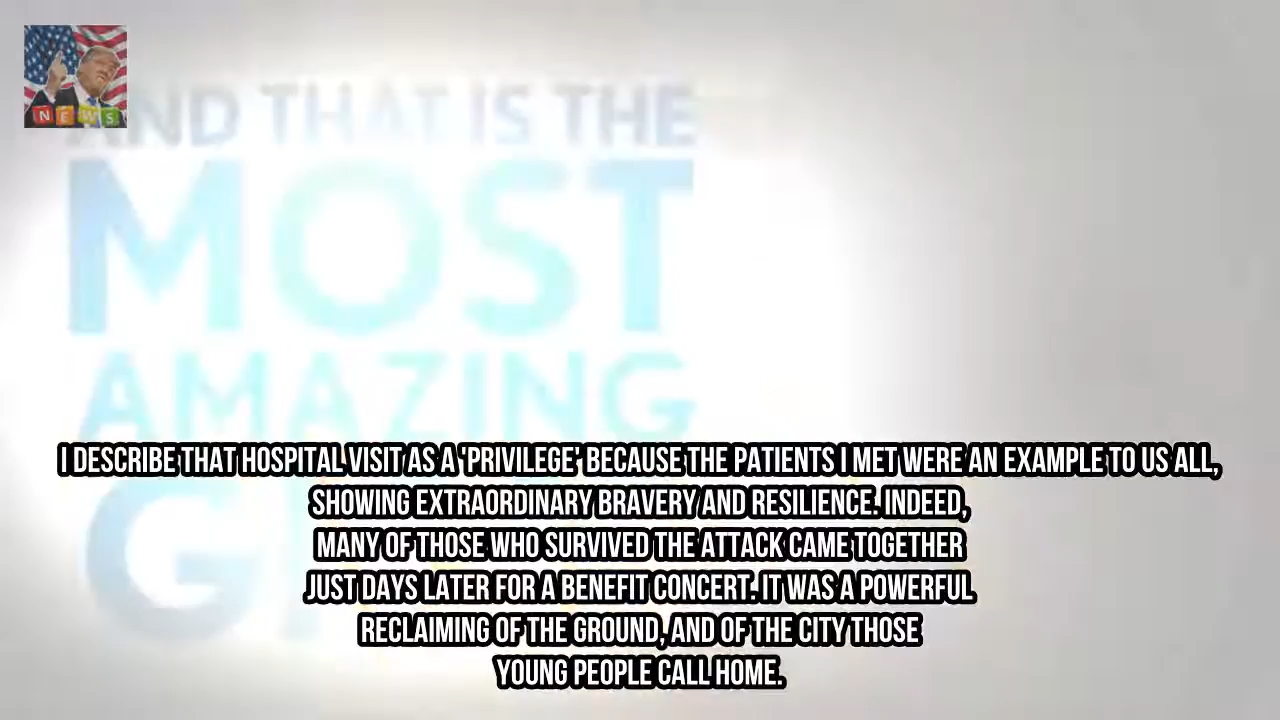 NEWS
AND THAT IS THE
MOST
AMAZING
I DESCRIBE THAT HOSPITAL VISIT AS A 'PRIVILEGE' BECAUSE THE PATIENTS I MET WERE AN EXAMPLE TO US ALL,
SHOWING EXTRAORDINARY BRAVERY AND RESILIENCE. INDEED,
MANY OF THOSE WHO SURVIVED THE ATTACK CAME TOGETHER
JUST DAYS LATER FOR A BENEFIT CONCERT. IT WAS A POWERFUL
RECLAIMING OF THE GROUND, AND OF THE CITY THOSE
YOUNG PEOPLE CALL HOME.